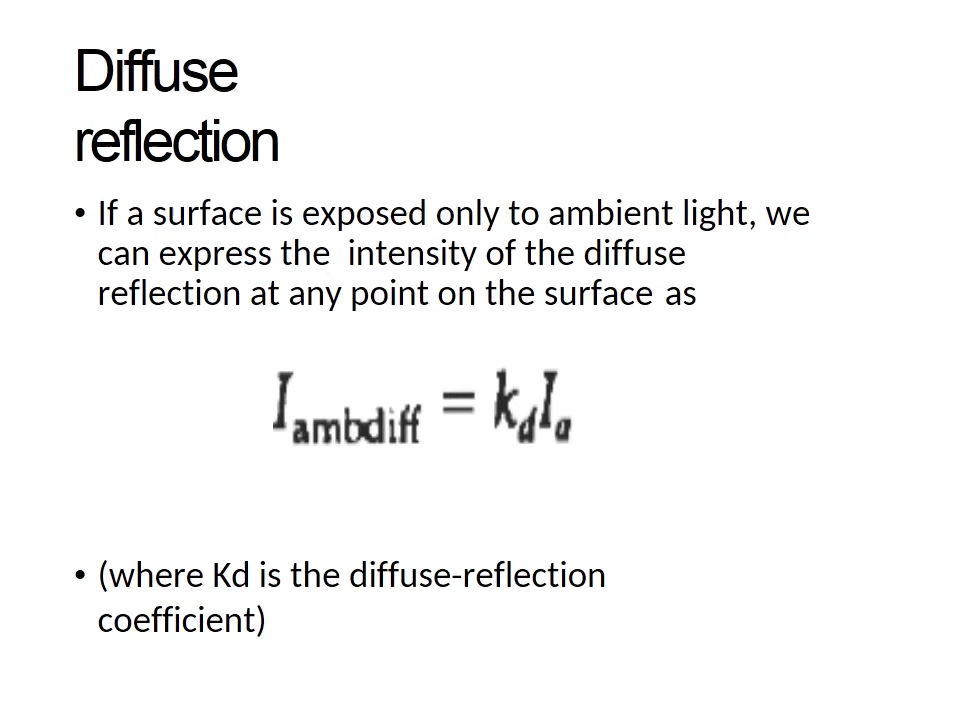 Diffuse
reflection
• If a surface is exposed only to ambient light, we
can express the  intensity of the diffuse
reflection at any point on the surface as
I_ambdiff = k_d I_a
• (where Kd is the diffuse-reflection
coefficient)